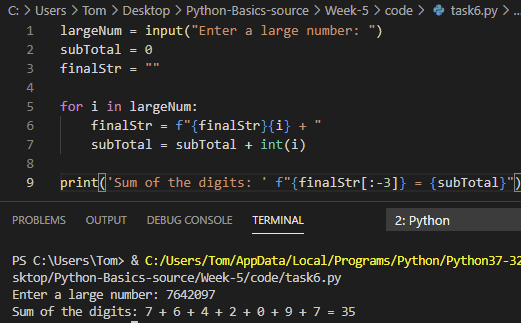 C: > Users > Tom > Desktop > Python-Basics-source > Week-5 > code > task6.py > ...
1 largeNum = input("Enter a large number: ")
2 subTotal = 0
3 finalStr = ""
4
5 for i in largeNum:
6     finalStr = f"{finalStr}{i} + "
7     subTotal = subTotal + int(i)
8
9 print('Sum of the digits: ' f"{finalStr[:-3]} = {subTotal}")
PROBLEMS OUTPUT DEBUG CONSOLE TERMINAL 2: Python
PS C:\Users\Tom> & C:/Users/Tom/AppData/Local/Programs/Python/Python37-32
sktop/Python-Basics-source/Week-5/code/task6.py
Enter a large number: 7642097
Sum of the digits: 7 + 6 + 4 + 2 + 0 + 9 + 7 = 35